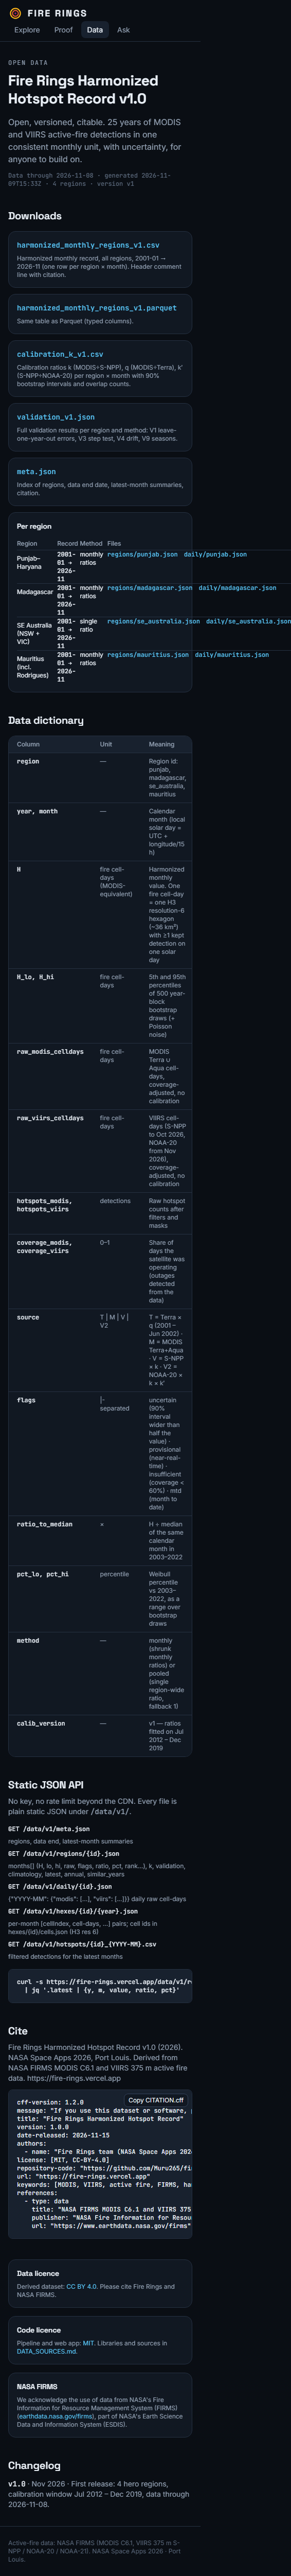 FIRE RINGS
Explore Proof Data Ask
OPEN DATA
Fire Rings Harmonized
Hotspot Record v1.0
Open, versioned, citable. 25 years of MODIS
and VIIRS active-fire detections in one
consistent monthly unit, with uncertainty, for
anyone to build on.
Data through 2026-11-08 · generated 2026-11-
09T15:33Z · 4 regions · version v1
Downloads
harmonized_monthly_regions_v1.csv
Harmonized monthly record, all regions, 2001-01 →
2026-11 (one row per region × month). Header comment
line with citation.
harmonized_monthly_regions_v1.parquet
Same table as Parquet (typed columns).
calibration_k_v1.csv
Calibration ratios k (MODIS÷S-NPP), q (MODIS÷Terra), k′
(S-NPP÷NOAA-20) per region × month with 90%
bootstrap intervals and overlap counts.
validation_v1.json
Full validation results per region and method: V1 leave-
one-year-out errors, V3 step test, V4 drift, V9 seasons.
meta.json
Index of regions, data end date, latest-month summaries,
citation.
Per region
Region Record Method Files
Punjab–
Haryana
2001-
01 →
2026-
11
monthly
ratios
regions/punjab.json daily/punjab.json
Madagascar
2001-
01 →
2026-
11
monthly
ratios
regions/madagascar.json daily/madagascar.json
SE Australia
(NSW +
VIC)
2001-
01 →
2026-
11
single
ratio
regions/se_australia.json daily/se_australia.json
Mauritius
(incl.
Rodrigues)
2001-
01 →
2026-
11
monthly
ratios
regions/mauritius.json daily/mauritius.json
Data dictionary
Column Unit Meaning
region
—
Region id:
punjab,
madagascar,
se_australia,
mauritius
year, month
—
Calendar
month (local
solar day =
UTC +
longitude/15
h)
H
fire cell-
days
(MODIS-
equivalent)
Harmonized
monthly
value. One
fire cell-day
= one H3
resolution-6
hexagon
(~36 km²)
with ≥1 kept
detection on
one solar
day
H_lo, H_hi
fire cell-
days
5th and 95th
percentiles
of 500 year-
block
bootstrap
draws (+
Poisson
noise)
raw_modis_celldays
fire cell-
days
MODIS
Terra ∪
Aqua cell-
days,
coverage-
adjusted, no
calibration
raw_viirs_celldays
fire cell-
days
VIIRS cell-
days (S-NPP
to Oct 2026,
NOAA-20
from Nov
2026),
coverage-
adjusted, no
calibration
hotspots_modis,
hotspots_viirs
detections
Raw hotspot
counts after
filters and
masks
coverage_modis,
coverage_viirs
0–1
Share of
days the
satellite was
operating
(outages
detected
from the
data)
source
T | M | V |
V2
T = Terra ×
q (2001 –
Jun 2002) ·
M = MODIS
Terra+Aqua
· V = S-NPP
× k · V2 =
NOAA-20 ×
k × k′
flags
|-
separated
uncertain
(90%
interval
wider than
half the
value) ·
provisional
(near-real-
time) ·
insufficient
(coverage <
60%) · mtd
(month to
date)
ratio_to_median
×
H ÷ median
of the same
calendar
month in
2003–2022
pct_lo, pct_hi
percentile
Weibull
percentile
vs 2003–
2022, as a
range over
bootstrap
draws
method
—
monthly
(shrunk
monthly
ratios) or
pooled
(single
region-wide
ratio,
fallback 1)
calib_version
—
v1 — ratios
fitted on Jul
2012 – Dec
2019
Static JSON API
No key, no rate limit beyond the CDN. Every file is
plain static JSON under /data/v1/.
GET /data/v1/meta.json
regions, data end, latest-month summaries
GET /data/v1/regions/{id}.json
months[] (H, lo, hi, raw, flags, ratio, pct, rank…), k, validation,
climatology, latest, annual, similar_years
GET /data/v1/daily/{id}.json
{"YYYY-MM": {"modis": […], "viirs": […]}} daily raw cell-days
GET /data/v1/hexes/{id}/{year}.json
per-month [cellIndex, cell-days, …] pairs; cell ids in
hexes/{id}/cells.json (H3 res 6)
GET /data/v1/hotspots/{id}_{YYYY-MM}.csv
filtered detections for the latest months
curl -s https://fire-rings.vercel.app/data/v1/re
| jq '.latest | {y, m, value, ratio, pct}'
Cite
Fire Rings Harmonized Hotspot Record v1.0 (2026).
NASA Space Apps 2026, Port Louis. Derived from
NASA FIRMS MODIS C6.1 and VIIRS 375 m active fire
data. https://fire-rings.vercel.app
Copy CITATION.cff
cff-version: 1.2.0
message: "If you use this dataset or software, p
title: "Fire Rings Harmonized Hotspot Record"
version: 1.0.0
date-released: 2026-11-15
authors:
- name: "Fire Rings team (NASA Space Apps 202
license: [MIT, CC-BY-4.0]
repository-code: "https://github.com/Muru265/fi
url: "https://fire-rings.vercel.app"
keywords: [MODIS, VIIRS, active fire, FIRMS, har
references:
- type: data
title: "NASA FIRMS MODIS C6.1 and VIIRS 375
publisher: "NASA Fire Information for Resour
url: "https://www.earthdata.nasa.gov/firms"
Data licence
Derived dataset: CC BY 4.0. Please cite Fire Rings and
NASA FIRMS.
Code licence
Pipeline and web app: MIT. Libraries and sources in
DATA_SOURCES.md.
NASA FIRMS
We acknowledge the use of data from NASA's Fire
Information for Resource Management System (FIRMS)
(earthdata.nasa.gov/firms), part of NASA's Earth Science
Data and Information System (ESDIS).
Changelog
v1.0 · Nov 2026 · First release: 4 hero regions,
calibration window Jul 2012 – Dec 2019, data through
2026-11-08.
Active-fire data: NASA FIRMS (MODIS C6.1, VIIRS 375 m S-
NPP / NOAA-20 / NOAA-21). NASA Space Apps 2026 · Port
Louis.